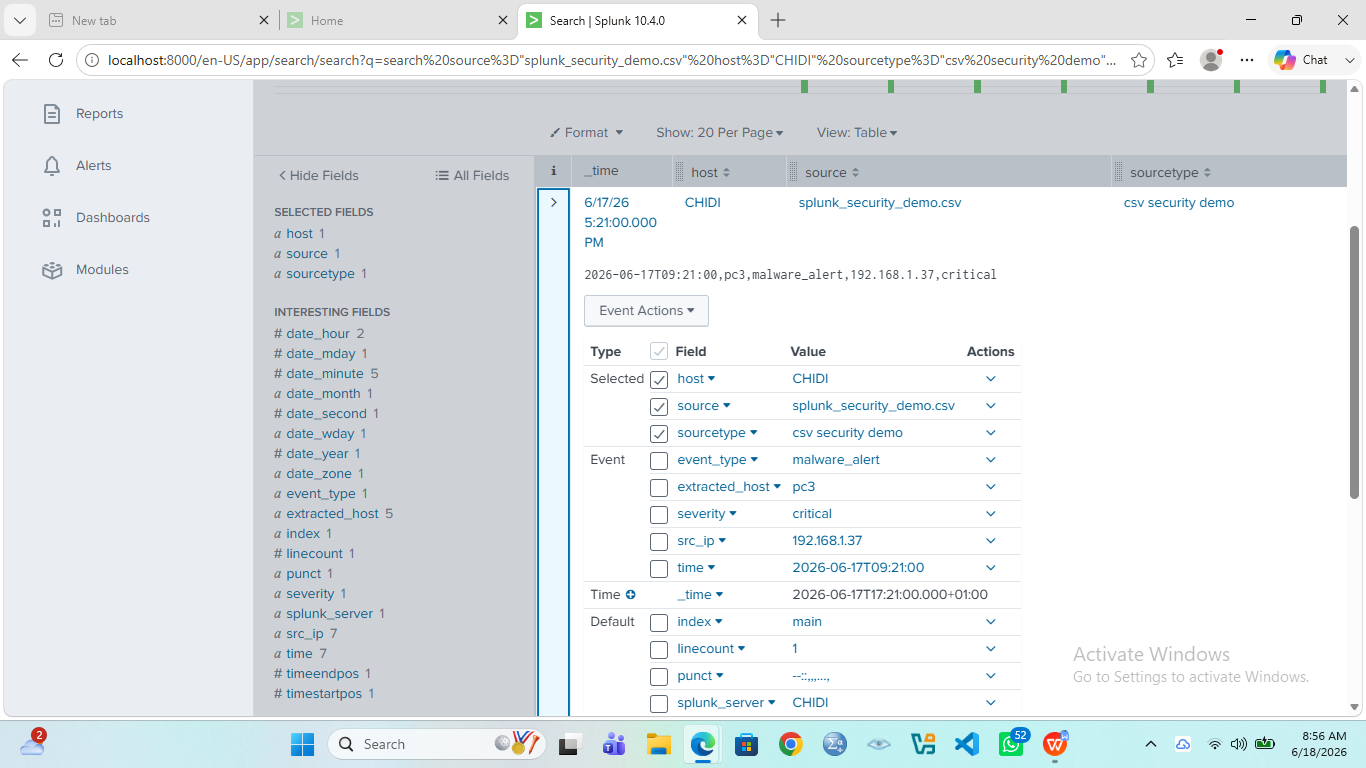 New tab
Home
Search | Splunk 10.4.0
localhost:8000/en-US/app/search/search?q=search%20source%3D"splunk_security_demo.csv"%20host%3D"CHIDI"%20sourcetype%3D"csv%20security%20demo"...
Chat
Reports
Alerts
Dashboards
Modules
Format
Show: 20 Per Page
View: Table
Hide Fields
All Fields
SELECTED FIELDS
a host 1
a source 1
a sourcetype 1
INTERESTING FIELDS
# date_hour 2
# date_mday 1
# date_minute 5
a date_month 1
# date_second 1
a date_wday 1
# date_year 1
a date_zone 1
a event_type 1
a extracted_host 5
a index 1
# linecount 1
a punct 1
a severity 1
a splunk_server 1
a src_ip 7
a time 7
# timeendpos 1
# timestartpos 1
i _time host source sourcetype
6/17/26 CHIDI splunk_security_demo.csv csv security demo
5:21:00.000
PM
2026-06-17T09:21:00,pc3,malware_alert,192.168.1.37,critical
Event Actions
Type Field Value Actions
Selected host CHIDI
source splunk_security_demo.csv
sourcetype csv security demo
Event event_type malware_alert
extracted_host pc3
severity critical
src_ip 192.168.1.37
time 2026-06-17T09:21:00
Time _time 2026-06-17T17:21:00.000+01:00
Default index main
linecount 1
punct --::,,,...,
splunk_server CHIDI
Activate Windows
Go to Settings to activate Windows.
2
Search
52
8:56 AM
6/18/2026